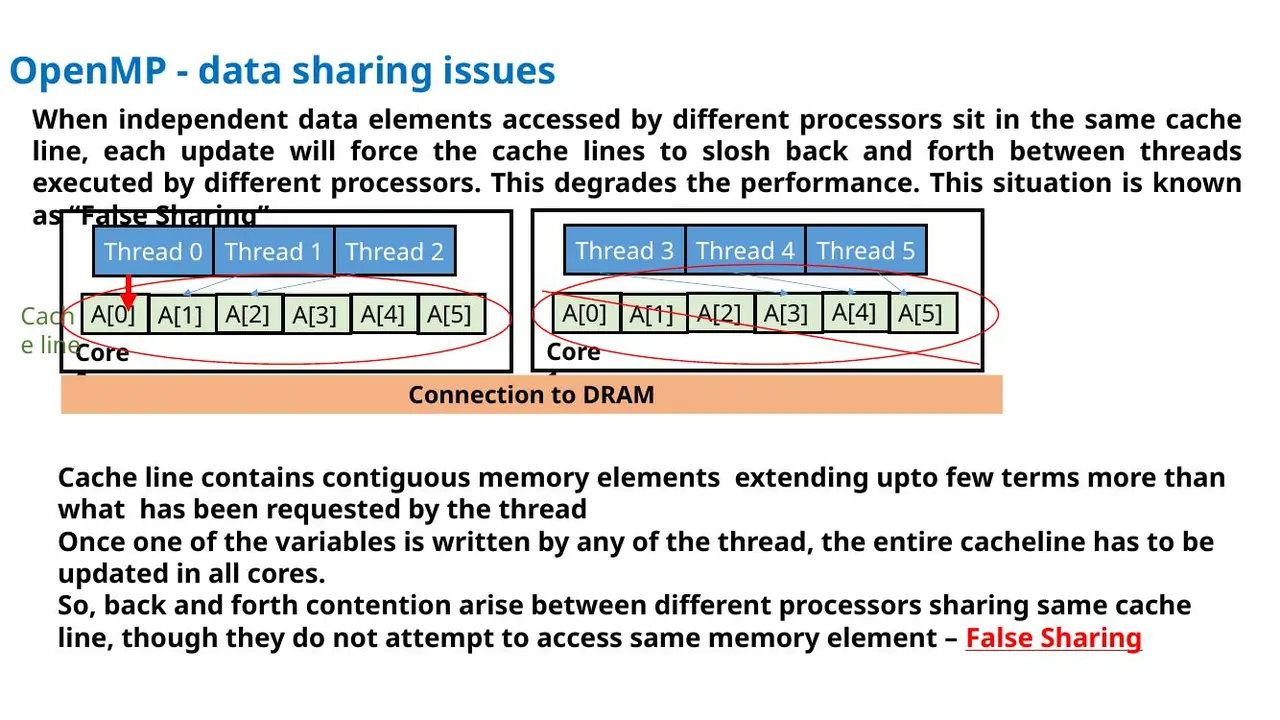 OpenMP - data sharing issues
When independent data elements accessed by different processors sit in the same cache
line, each update will force the cache lines to slosh back and forth between threads
executed by different processors. This degrades the performance. This situation is known
as “False Sharing”
Thread 0 Thread 1 Thread 2
Thread 3 Thread 4 Thread 5
Cach
e line
A[0] A[1] A[2] A[3] A[4] A[5]
A[0] A[1] A[2] A[3] A[4] A[5]
Core
Core
Connection to DRAM
Cache line contains contiguous memory elements  extending upto few terms more than
what  has been requested by the thread
Once one of the variables is written by any of the thread, the entire cacheline has to be
updated in all cores.
So, back and forth contention arise between different processors sharing same cache
line, though they do not attempt to access same memory element – False Sharing